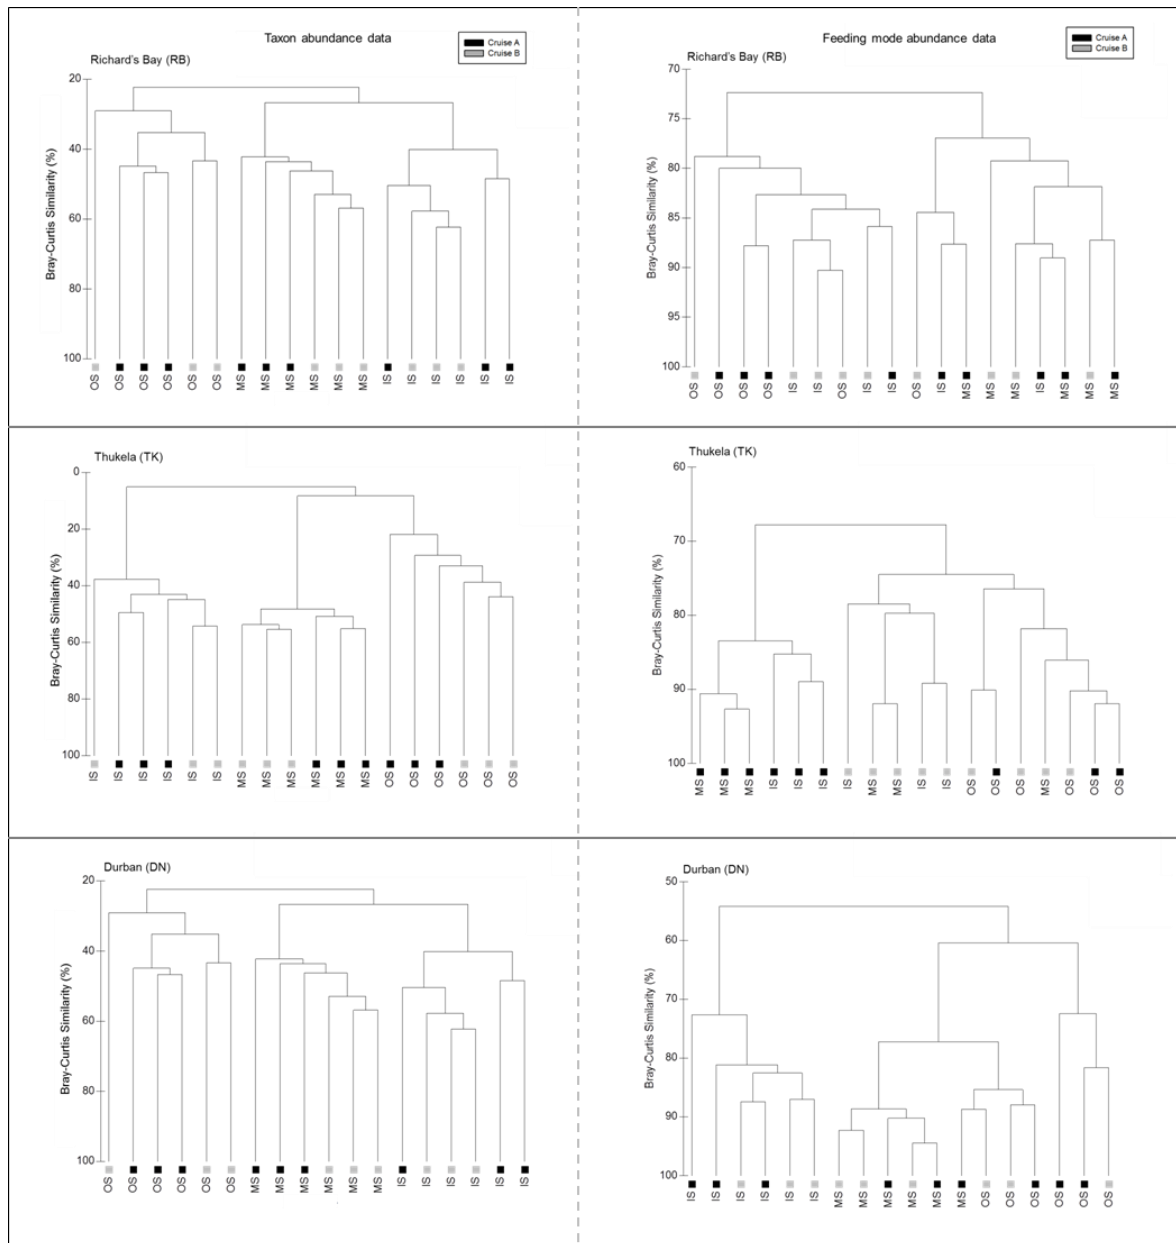 Taxon abundance data
Cruise A
Cruise B
Richard's Bay (RB)
Bray-Curtis Similarity (%)
20
40
60
80
100
OS OS OS OS OS OS MS MS MS MS MS MS IS IS IS IS IS IS
Feeding mode abundance data
Cruise A
Cruise B
Richard's Bay (RB)
Bray-Curtis Similarity (%)
70
75
80
85
90
95
100
OS OS OS OS IS IS OS IS IS OS IS MS MS MS IS MS MS MS
Thukela (TK)
Bray-Curtis Similarity (%)
0
20
40
60
80
100
IS IS IS IS IS IS MS MS MS MS MS MS OS OS OS OS OS OS
Thukela (TK)
Bray-Curtis Similarity (%)
60
70
80
90
100
MS MS MS IS IS IS IS MS MS IS IS OS OS OS MS OS OS OS
Durban (DN)
Bray-Curtis Similarity (%)
20
40
60
80
100
OS OS OS OS OS OS MS MS MS MS MS MS IS IS IS IS IS IS
Durban (DN)
Bray-Curtis Similarity (%)
50
60
70
80
90
100
IS IS IS IS IS IS MS MS MS MS MS MS OS OS OS OS OS OS